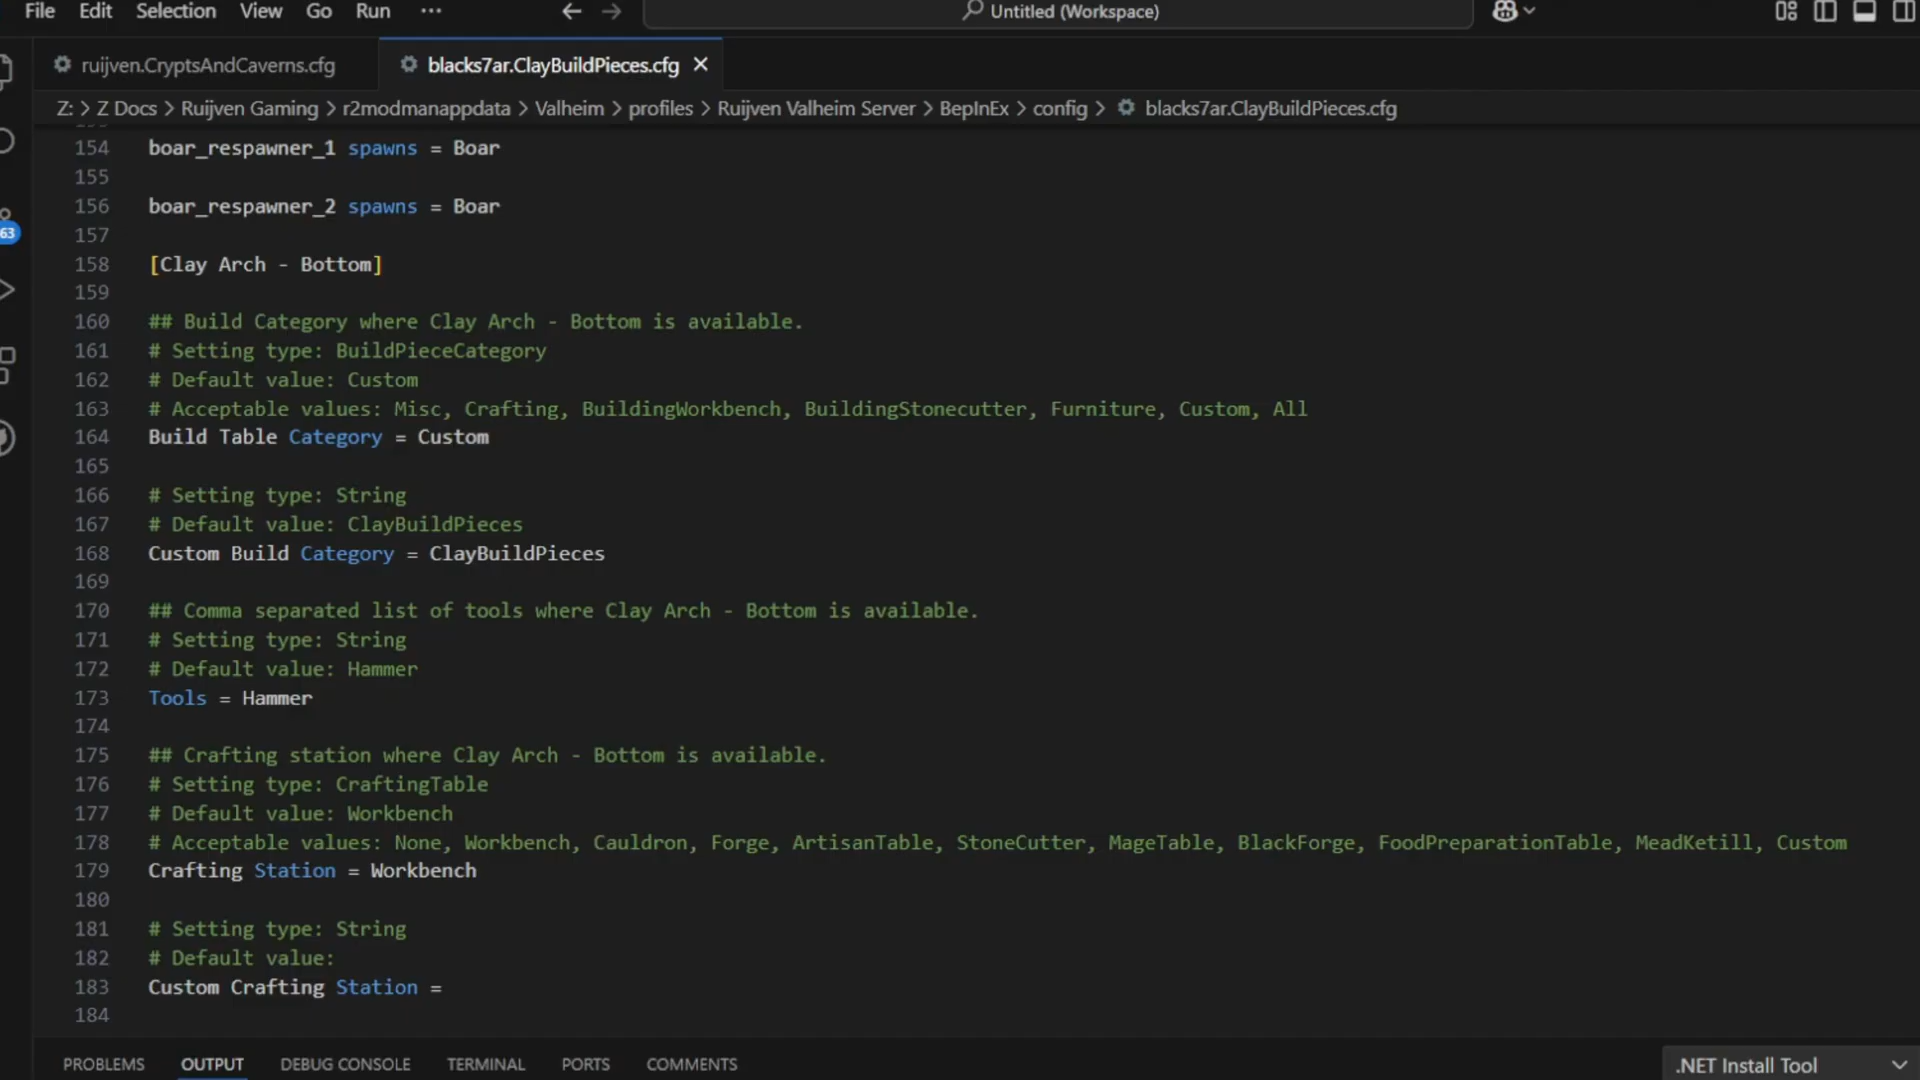 File Edit Selection View Go Run ··· Untitled (Workspace)
ruijven.CryptsAndCaverns.cfg blacks7ar.ClayBuildPieces.cfg
Z: > Z Docs > Ruijven Gaming > r2modmanappdata > Valheim > profiles > Ruijven Valheim Server > BepInEx > config > blacks7ar.ClayBuildPieces.cfg
154 boar_respawner_1 spawns = Boar
155
156 boar_respawner_2 spawns = Boar
157
63
158 [Clay Arch - Bottom]
159
160 ## Build Category where Clay Arch - Bottom is available.
161 # Setting type: BuildPieceCategory
162 # Default value: Custom
163 # Acceptable values: Misc, Crafting, BuildingWorkbench, BuildingStonecutter, Furniture, Custom, All
164 Build Table Category = Custom
165
166 # Setting type: String
167 # Default value: ClayBuildPieces
168 Custom Build Category = ClayBuildPieces
169
170 ## Comma separated list of tools where Clay Arch - Bottom is available.
171 # Setting type: String
172 # Default value: Hammer
173 Tools = Hammer
174
175 ## Crafting station where Clay Arch - Bottom is available.
176 # Setting type: CraftingTable
177 # Default value: Workbench
178 # Acceptable values: None, Workbench, Cauldron, Forge, ArtisanTable, StoneCutter, MageTable, BlackForge, FoodPreparationTable, MeadKetill, Custom
179 Crafting Station = Workbench
180
181 # Setting type: String
182 # Default value:
183 Custom Crafting Station =
184
PROBLEMS OUTPUT DEBUG CONSOLE TERMINAL PORTS COMMENTS .NET Install Tool